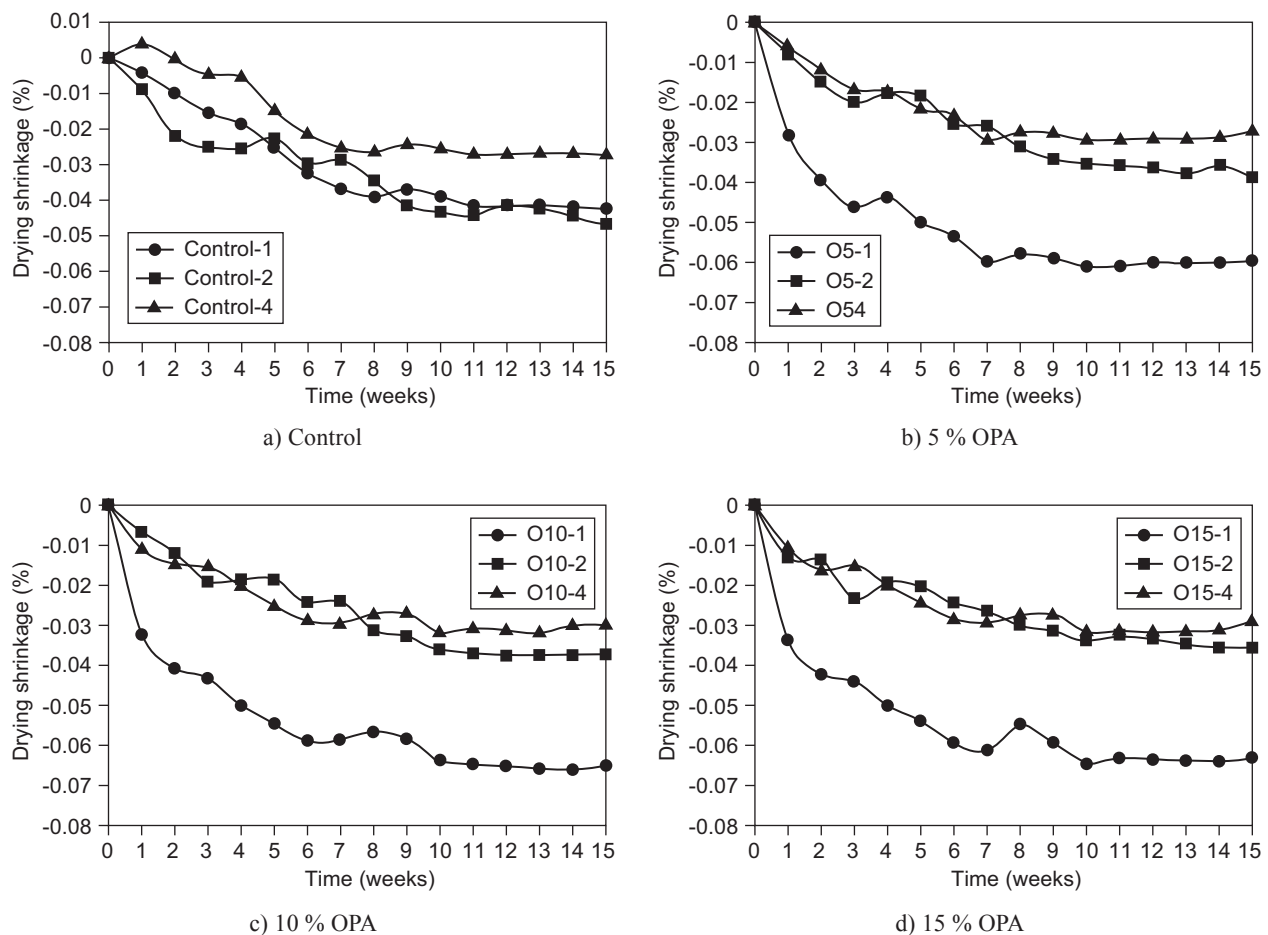 0.01
0
-0.01
-0.02
-0.03
-0.04
-0.05
-0.06
-0.07
-0.08
Drying shrinkage (%)
Control-1
Control-2
Control-4
0 1 2 3 4 5 6 7 8 9 10 11 12 13 14 15
Time (weeks)
a) Control
0
-0.01
-0.02
-0.03
-0.04
-0.05
-0.06
-0.07
-0.08
Drying shrinkage (%)
O5-1
O5-2
O54
0 1 2 3 4 5 6 7 8 9 10 11 12 13 14 15
Time (weeks)
b) 5 % OPA
0
-0.01
-0.02
-0.03
-0.04
-0.05
-0.06
-0.07
-0.08
Drying shrinkage (%)
O10-1
O10-2
O10-4
0 1 2 3 4 5 6 7 8 9 10 11 12 13 14 15
Time (weeks)
c) 10 % OPA
0
-0.01
-0.02
-0.03
-0.04
-0.05
-0.06
-0.07
-0.08
Drying shrinkage (%)
O15-1
O15-2
O15-4
0 1 2 3 4 5 6 7 8 9 10 11 12 13 14 15
Time (weeks)
d) 15 % OPA